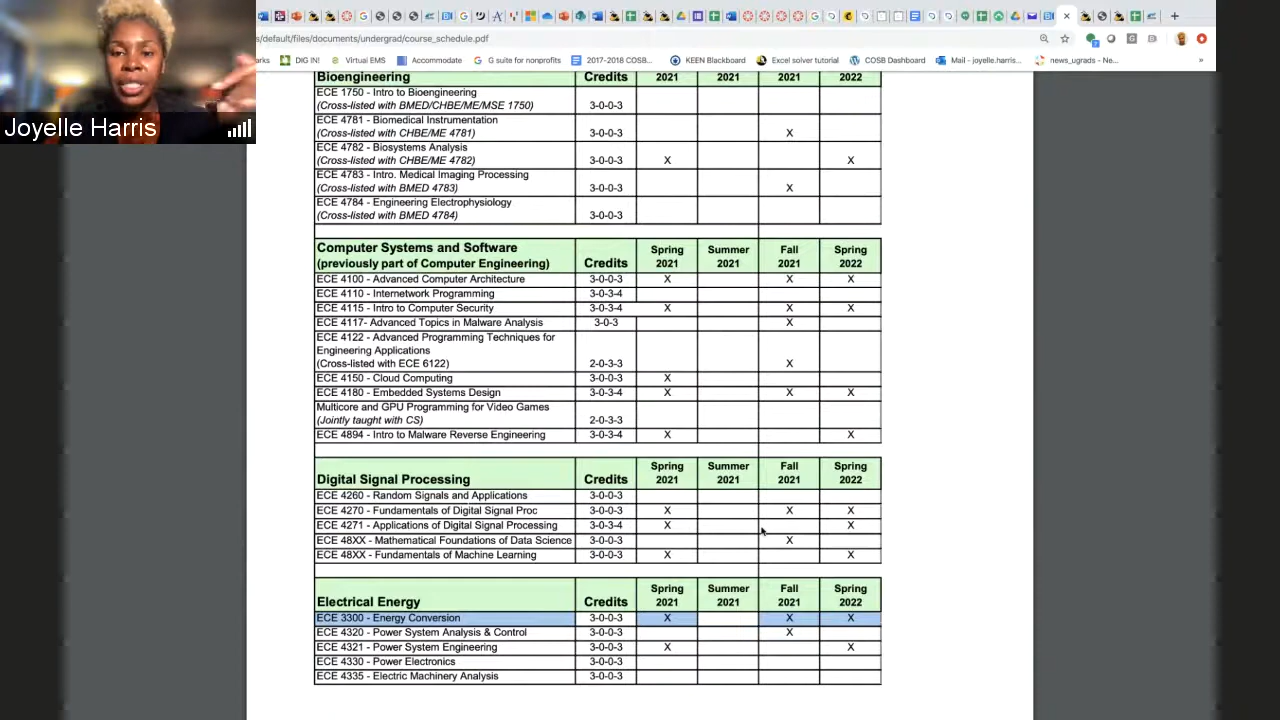 s/default/files/documents/undergrad/course_schedule.pdf
arks DIG IN! Virtual EMS Accommodate G suite for nonprofits 2017-2018 COSB... KEEN Blackboard Excel solver tutorial COSB Dashboard Mail - joyelle.harris... news_ugrads - Ne... »
Joyelle Harris
Bioengineering Credits 2021 2021 2021 2022
ECE 1750 - Intro to Bioengineering
(Cross-listed with BMED/CHBE/ME/MSE 1750) 3-0-0-3
ECE 4781 - Biomedical Instrumentation
(Cross-listed with CHBE/ME 4781) 3-0-0-3 X
ECE 4782 - Biosystems Analysis
(Cross-listed with CHBE/ME 4782) 3-0-0-3 X X
ECE 4783 - Intro. Medical Imaging Processing
(Cross-listed with BMED 4783) 3-0-0-3 X
ECE 4784 - Engineering Electrophysiology
(Cross-listed with BMED 4784) 3-0-0-3
Computer Systems and Software Spring Summer Fall Spring
(previously part of Computer Engineering) Credits 2021 2021 2021 2022
ECE 4100 - Advanced Computer Architecture 3-0-0-3 X X X
ECE 4110 - Internetwork Programming 3-0-3-4
ECE 4115 - Intro to Computer Security 3-0-3-4 X X X
ECE 4117- Advanced Topics in Malware Analysis 3-0-3 X
ECE 4122 - Advanced Programming Techniques for
Engineering Applications
(Cross-listed with ECE 6122) 2-0-3-3 X
ECE 4150 - Cloud Computing 3-0-0-3 X
ECE 4180 - Embedded Systems Design 3-0-3-4 X X X
Multicore and GPU Programming for Video Games
(Jointly taught with CS) 2-0-3-3
ECE 4894 - Intro to Malware Reverse Engineering 3-0-3-4 X X
Spring Summer Fall Spring
Digital Signal Processing Credits 2021 2021 2021 2022
ECE 4260 - Random Signals and Applications 3-0-0-3
ECE 4270 - Fundamentals of Digital Signal Proc 3-0-0-3 X X X
ECE 4271 - Applications of Digital Signal Processing 3-0-3-4 X X
ECE 48XX - Mathematical Foundations of Data Science 3-0-0-3 X
ECE 48XX - Fundamentals of Machine Learning 3-0-0-3 X X
Spring Summer Fall Spring
Electrical Energy Credits 2021 2021 2021 2022
ECE 3300 - Energy Conversion 3-0-0-3 X X X
ECE 4320 - Power System Analysis & Control 3-0-0-3 X
ECE 4321 - Power System Engineering 3-0-0-3 X X
ECE 4330 - Power Electronics 3-0-0-3
ECE 4335 - Electric Machinery Analysis 3-0-0-3